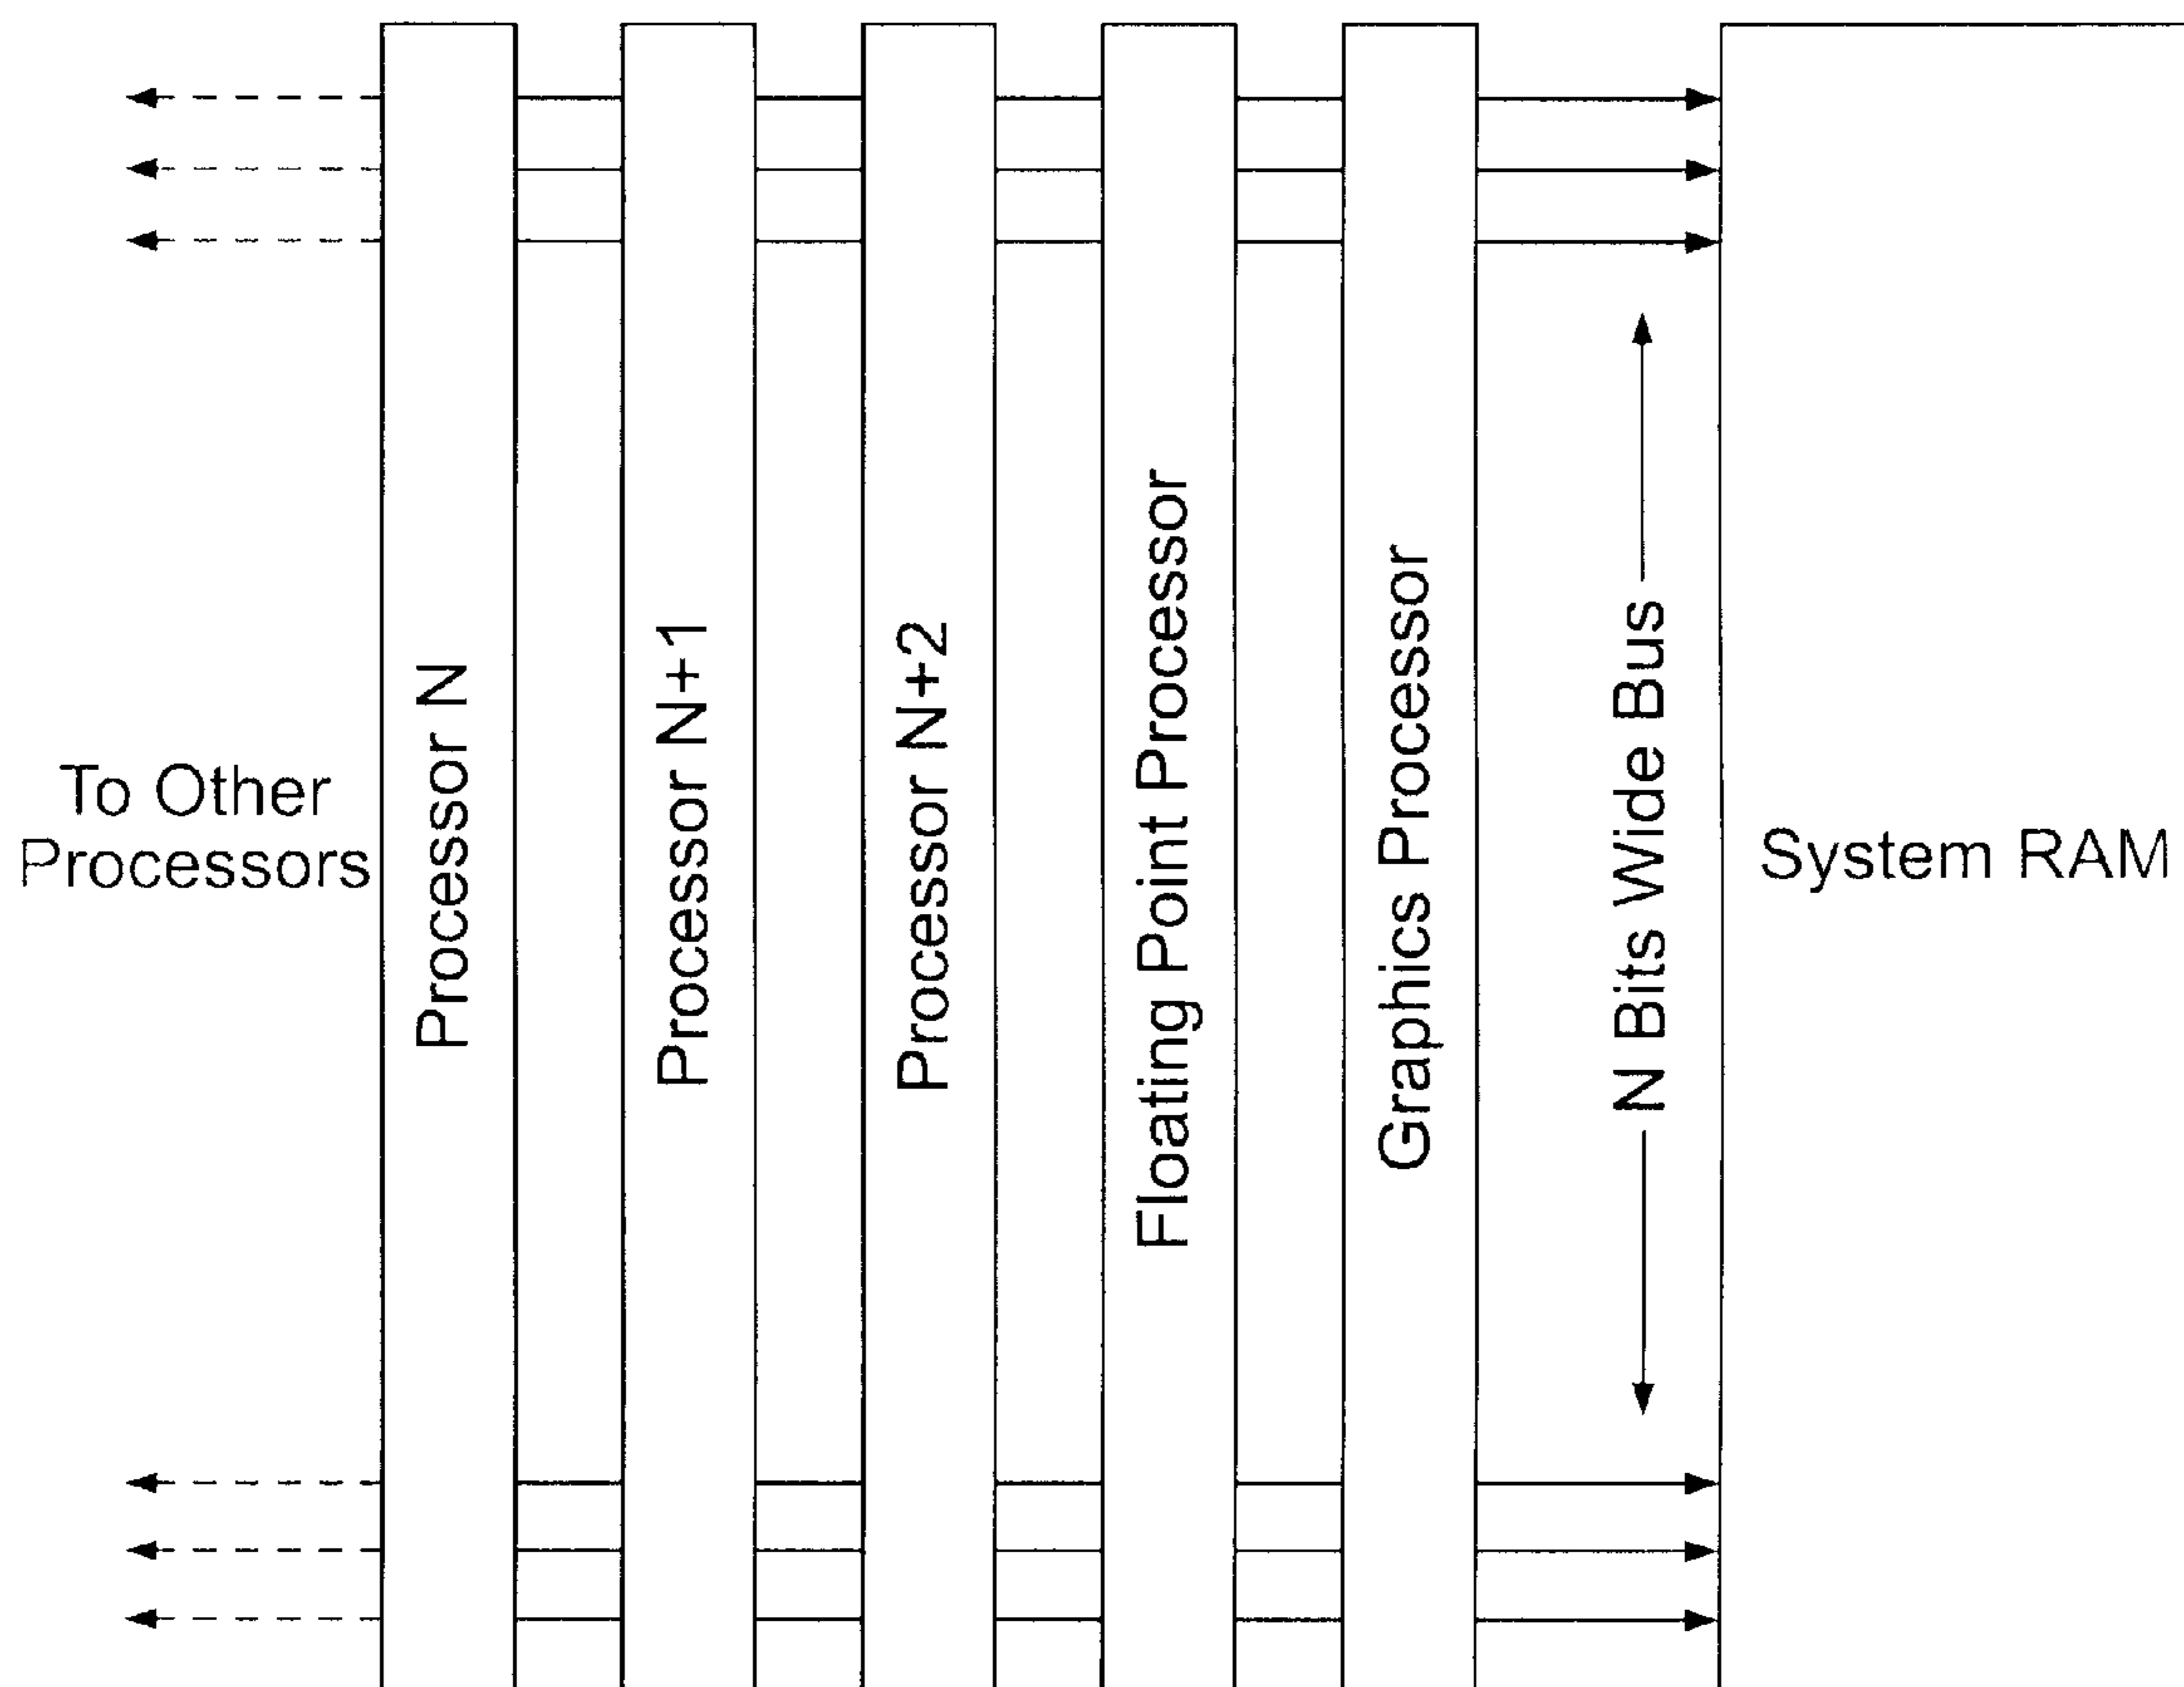 To Other
Processors
Processor N
Processor N+1
Processor N+2
Floating Point Processor
Graphics Processor
N Bits Wide Bus
System RAM